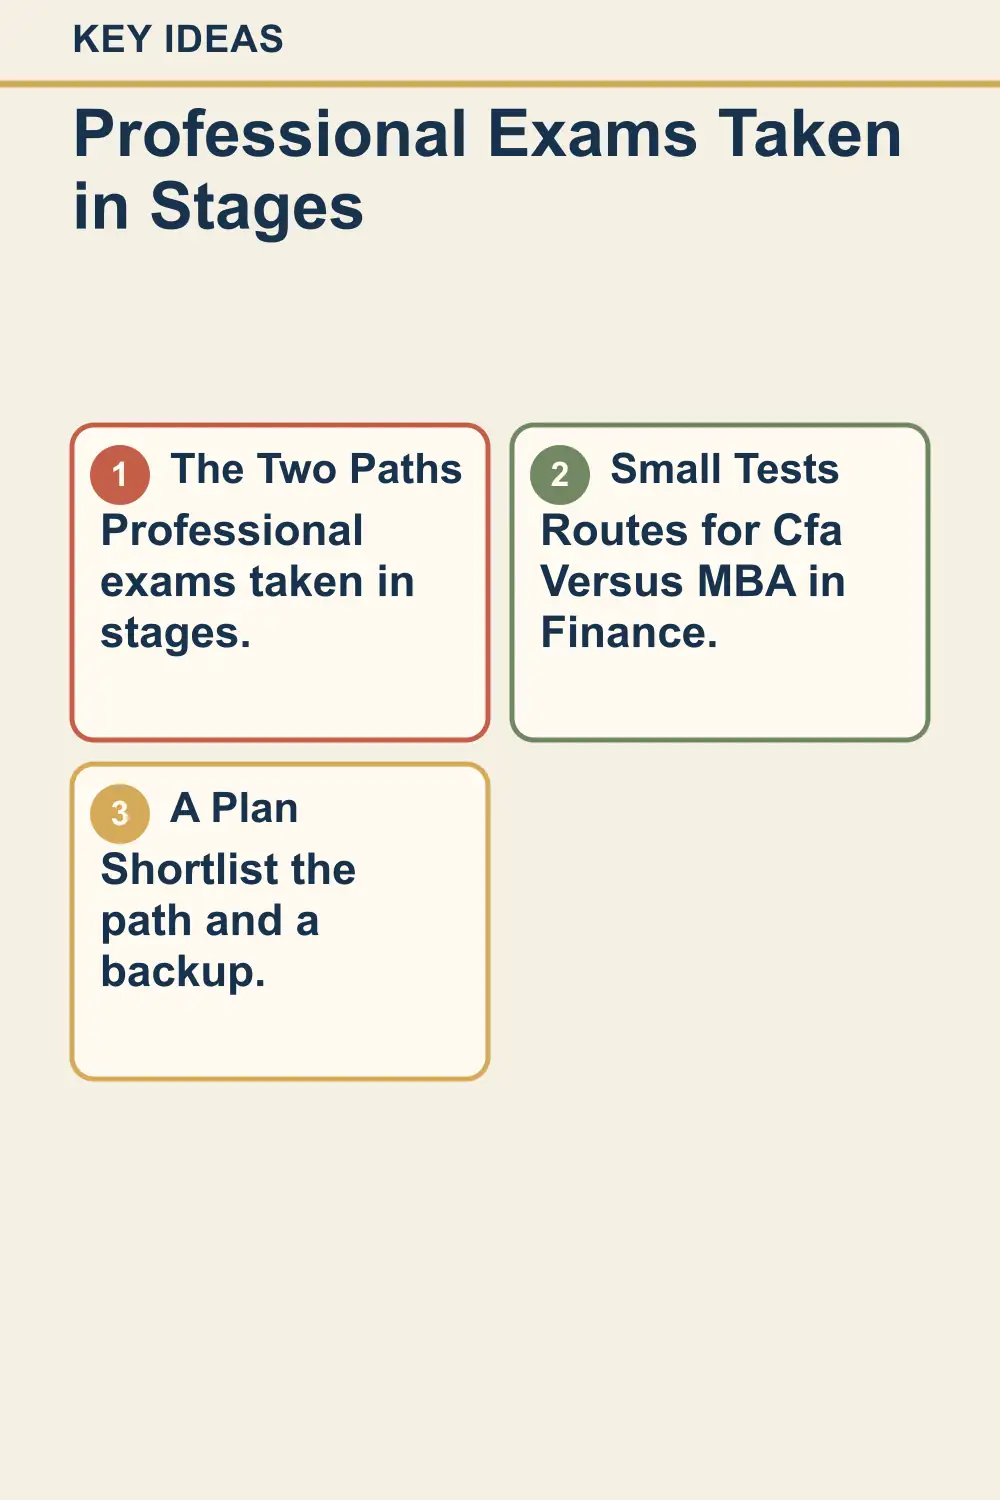 KEY IDEAS
Professional Exams Taken
in Stages
1 The Two Paths
Professional
exams taken in
stages.
2 Small Tests
Routes for Cfa
Versus MBA in
Finance.
3 A Plan
Shortlist the
path and a
backup.